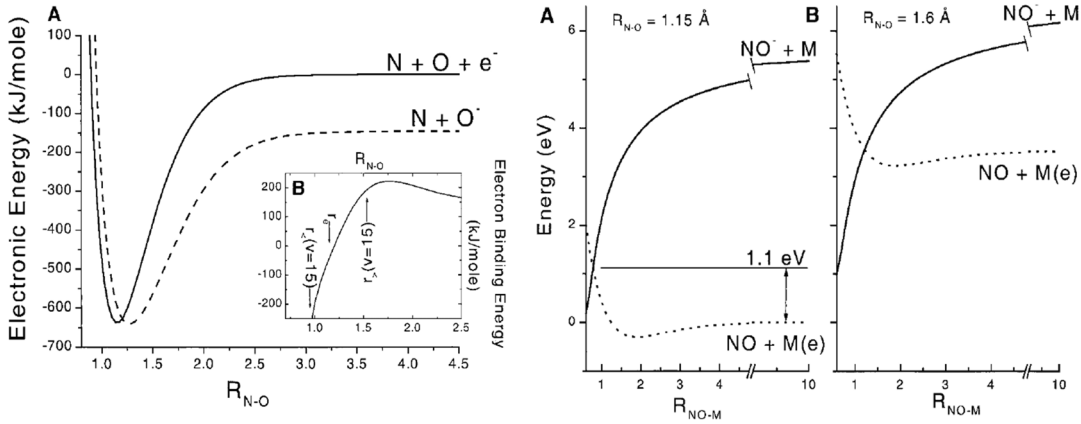 A
Electronic Energy (kJ/mole)
100
0
-100
-200
-300
-400
-500
-600
-700
1.0
1.5
2.0
2.5
3.0
3.5
4.0
4.5
R_N-O
N + O + e⁻
N + O⁻
R_N-O
B
200
100
0
-100
-200
1.0
1.5
2.0
2.5
r<(v=15)
r_e
r>(v=15)
Electron Binding Energy
(kJ/mole)
A
R_N-O = 1.15 Å
Energy (eV)
6
4
2
0
NO⁻ + M
1.1 eV
NO + M(e)
1
2
3
4
10
R_NO-M
B
R_N-O = 1.6 Å
NO⁻ + M
NO + M(e)
1
2
3
4
10
R_NO-M